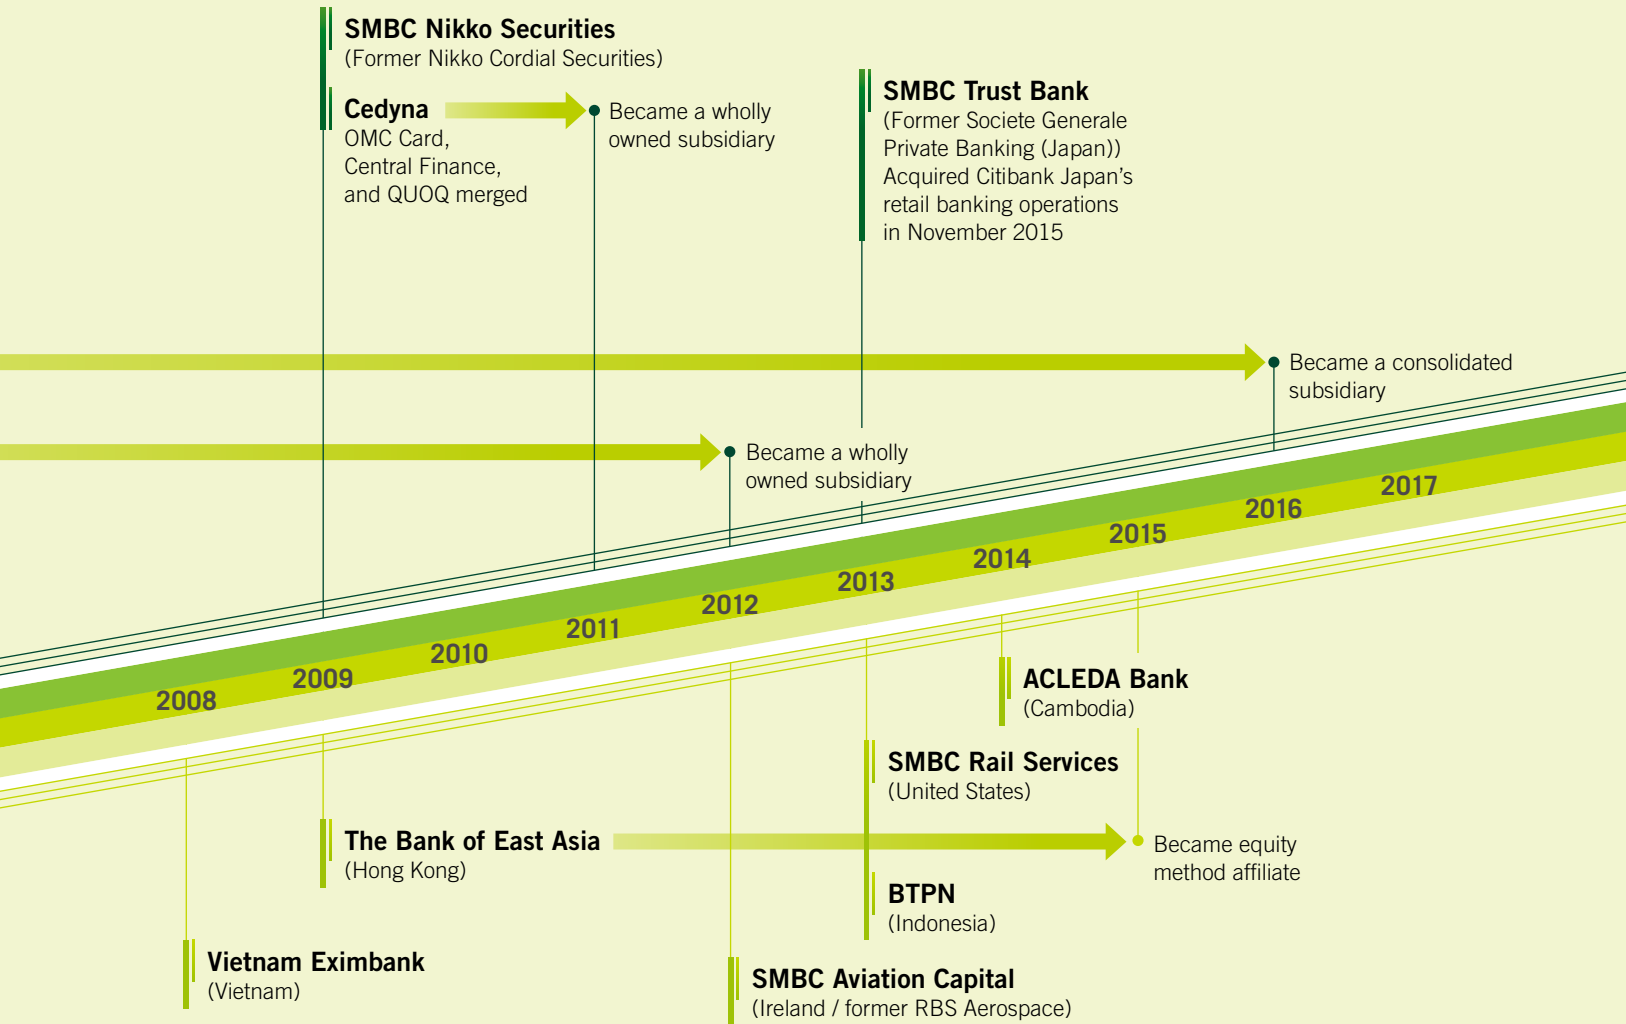 SMBC Nikko Securities
(Former Nikko Cordial Securities)
Cedyna
OMC Card,
Central Finance,
and QUOQ merged
Became a wholly
owned subsidiary
SMBC Trust Bank
(Former Societe Generale
Private Banking (Japan))
Acquired Citibank Japan’s
retail banking operations
in November 2015
Became a consolidated
subsidiary
Became a wholly
owned subsidiary
2008
2009
2010
2011
2012
2013
2014
2015
2016
2017
ACLEDA Bank
(Cambodia)
SMBC Rail Services
(United States)
The Bank of East Asia
(Hong Kong)
Became equity
method affiliate
BTPN
(Indonesia)
Vietnam Eximbank
(Vietnam)
SMBC Aviation Capital
(Ireland / former RBS Aerospace)